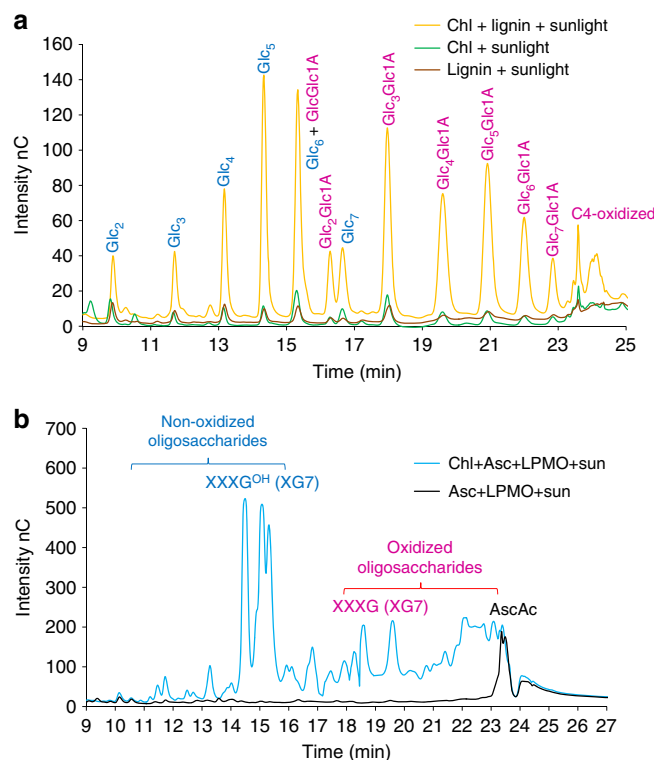 a
Chl + lignin + sunlight
Chl + sunlight
Lignin + sunlight
Intensity nC
160
140
120
100
80
60
40
20
0
Glc₂
Glc₃
Glc₄
Glc₅
Glc₆ + GlcGlc1A
Glc₂Glc1A
Glc₇
Glc₃Glc1A
Glc₄Glc1A
Glc₅Glc1A
Glc₆Glc1A
Glc₇Glc1A
C4-oxidized
9 11 13 15 17 19 21 23 25
Time (min)
b
Chl+Asc+LPMO+sun
Asc+LPMO+sun
Intensity nC
700
600
500
400
300
200
100
0
Non-oxidized
oligosaccharides
XXXGᴼᴴ (XG7)
Oxidized
oligosaccharides
XXXG (XG7)
AscAc
9 10 11 12 13 14 15 16 17 18 19 20 21 22 23 24 25 26 27
Time (min)